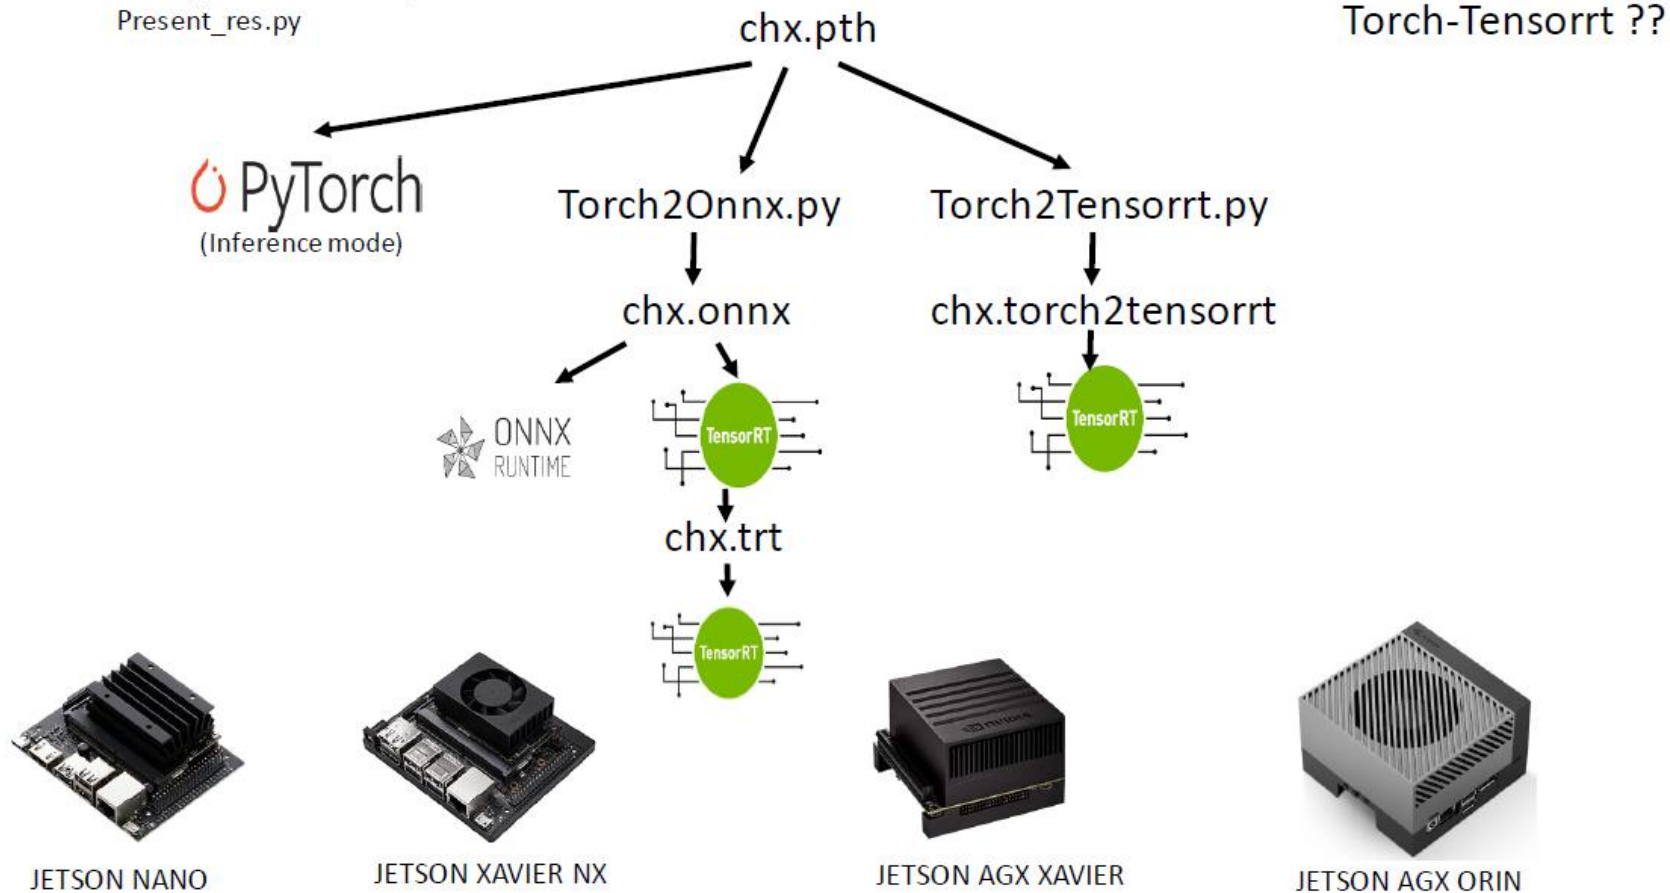 Present_res.py
chx.pth
Torch-Tensorrt ??
PyTorch
(Inference mode)
Torch2Onnx.py
Torch2Tensorrt.py
chx.onnx
chx.torch2tensorrt
ONNX
RUNTIME
TensorRT
TensorRT
chx.trt
TensorRT
JETSON NANO
JETSON XAVIER NX
JETSON AGX XAVIER
JETSON AGX ORIN